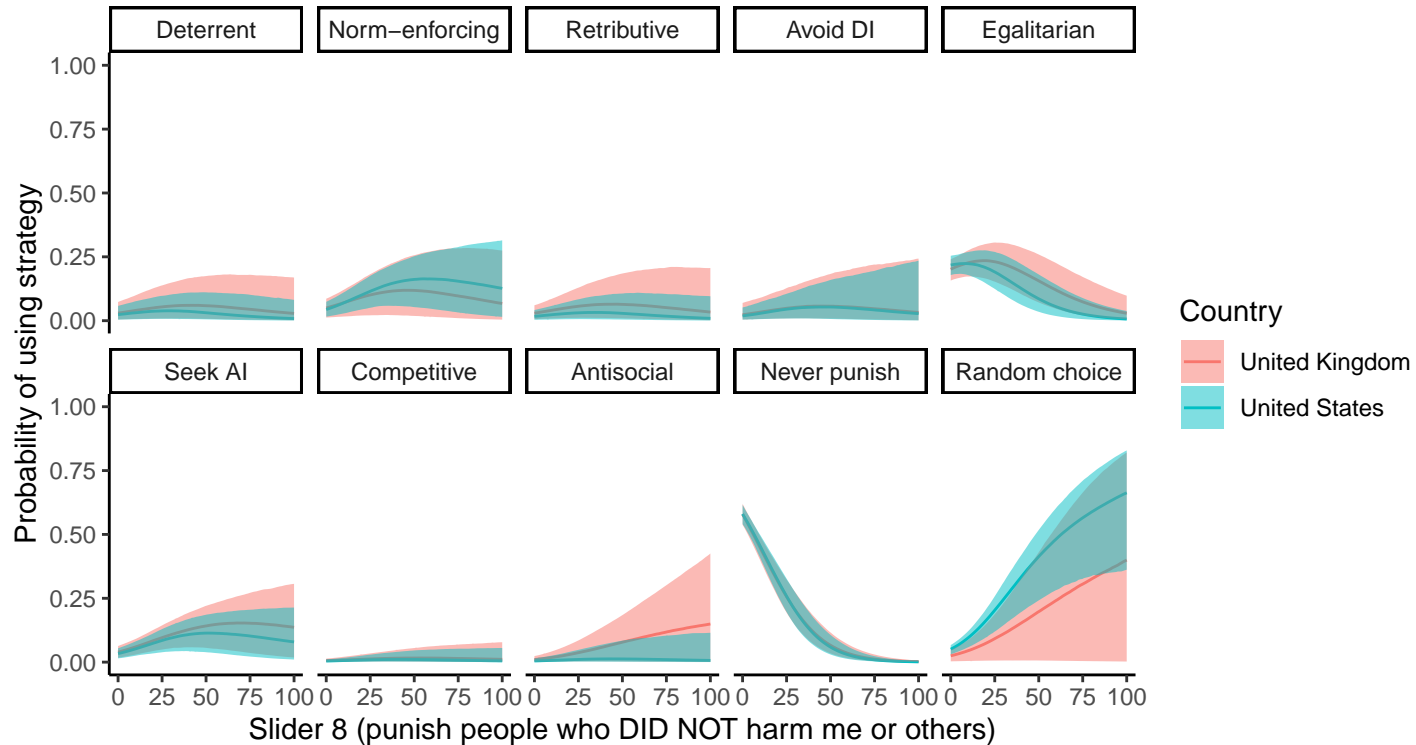 Deterrent Norm−enforcing Retributive Avoid DI Egalitarian
1.00
0.75
0.50
0.25
0.00
Seek AI Competitive Antisocial Never punish Random choice
1.00
0.75
0.50
0.25
0.00
0 25 50 75 100 0 25 50 75 100 0 25 50 75 100 0 25 50 75 100 0 25 50 75 100
Slider 8 (punish people who DID NOT harm me or others)
Probability of using strategy
Country
United Kingdom
United States